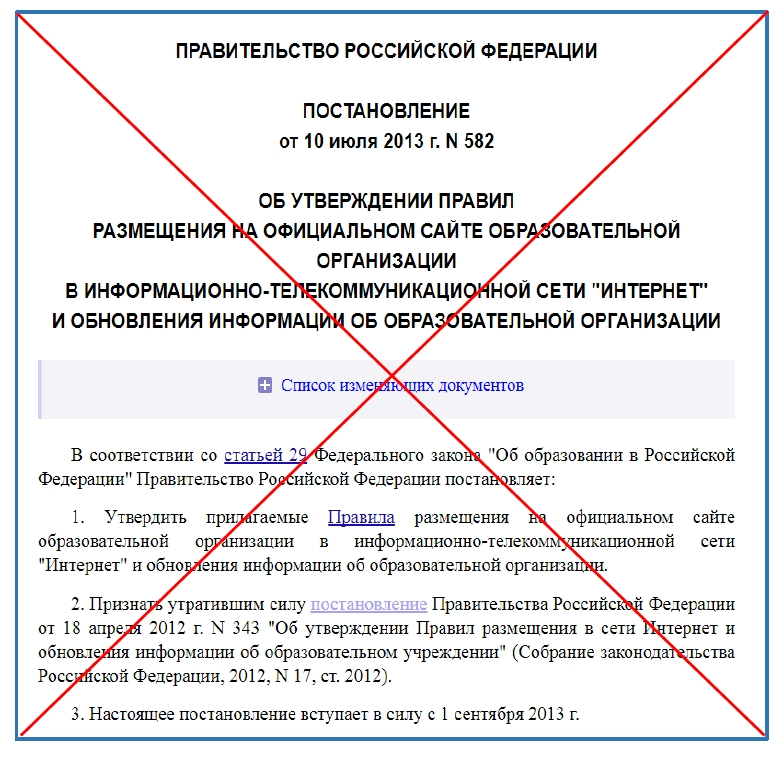 ПРАВИТЕЛЬСТВО РОССИЙСКОЙ ФЕДЕРАЦИИ
ПОСТАНОВЛЕНИЕ
от 10 июля 2013 г. N 582
ОБ УТВЕРЖДЕНИИ ПРАВИЛ
РАЗМЕЩЕНИЯ НА ОФИЦИАЛЬНОМ САЙТЕ ОБРАЗОВАТЕЛЬНОЙ
ОРГАНИЗАЦИИ
В ИНФОРМАЦИОННО-ТЕЛЕКОММУНИКАЦИОННОЙ СЕТИ "ИНТЕРНЕТ"
И ОБНОВЛЕНИЯ ИНФОРМАЦИИ ОБ ОБРАЗОВАТЕЛЬНОЙ ОРГАНИЗАЦИИ
Список изменяющих документов
В соответствии со статьей 29 Федерального закона "Об образовании в Российской
Федерации" Правительство Российской Федерации постановляет:
1. Утвердить прилагаемые Правила размещения на официальном сайте
образовательной организации в информационно-телекоммуникационной сети
"Интернет" и обновления информации об образовательной организации.
2. Признать утратившим силу постановление Правительства Российской Федерации
от 18 апреля 2012 г. N 343 "Об утверждении Правил размещения в сети Интернет и
обновления информации об образовательном учреждении" (Собрание законодательства
Российской Федерации, 2012, N 17, ст. 2012).
3. Настоящее постановление вступает в силу с 1 сентября 2013 г.